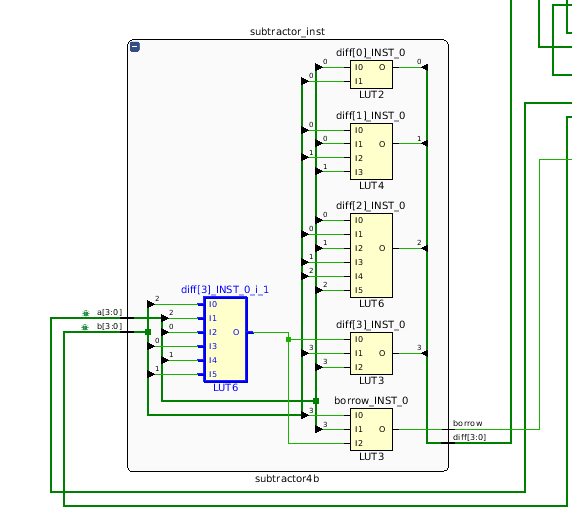 subtractor_inst
diff[0]_INST_0
0 I0 O 0
0 I1
LUT2
diff[1]_INST_0
0 I0
0 I1 O 1
1 I2
1 I3
LUT4
diff[2]_INST_0
0 I0
0 I1
1 I2 O 2
1 I3
2 I4
2 I5
LUT6
diff[3]_INST_0_i_1
2 I0
2 I1
0 I2 O
0 I3
1 I4
1 I5
LUT6
a[3:0]
b[3:0]
diff[3]_INST_0
I0
3 I1 O 3
3 I2
LUT3
borrow_INST_0
3 I0
3 I1 O
I2
LUT3
borrow
diff[3:0]
subtractor4b